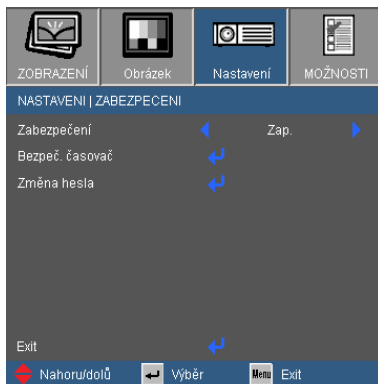 ZOBRAZENÍ Obrázek Nastavení MOŽNOSTI
NASTAVENI | ZABEZPECENI
Zabezpečení Zap.
Bezpeč. časovač
Změna hesla
Exit
Nahoru/dolů Výběr Menu Exit